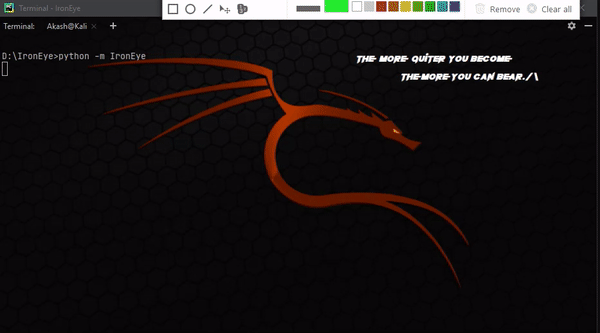 Terminal - IronEye
Remove
Clear all
Terminal:
Akash@Kali
D:\IronEye>python -m IronEye
THE MORE QUITER YOU BECOME
THE MORE YOU CAN BEAR./\